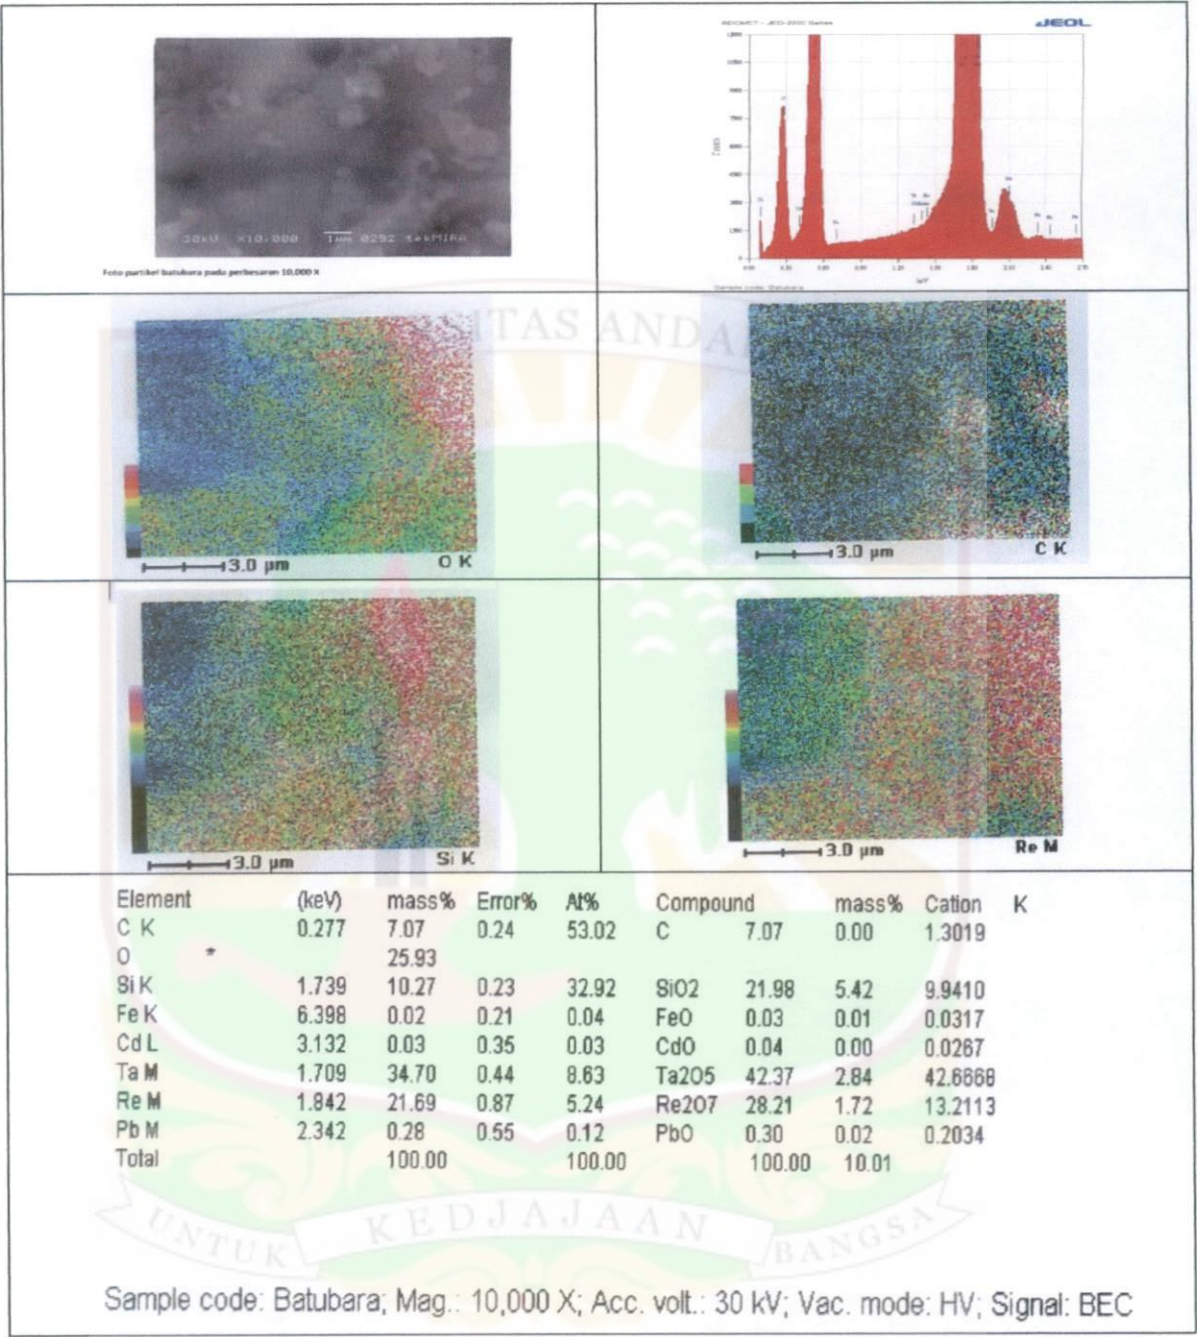 JEOL
20kV X10,000 1µm 0292 tekMIRA
Foto partikel batubara pada perbesaran 10,000 X
Sample code: Batubara
3.0 µm O K
3.0 µm C K
3.0 µm Si K
3.0 µm Re M
Element (keV) mass% Error% At% Compound mass% Cation K
C K 0.277 7.07 0.24 53.02 C 7.07 0.00 1.3019
O * 25.93
Si K 1.739 10.27 0.23 32.92 SiO2 21.98 5.42 9.9410
Fe K 6.398 0.02 0.21 0.04 FeO 0.03 0.01 0.0317
Cd L 3.132 0.03 0.35 0.03 CdO 0.04 0.00 0.0267
Ta M 1.709 34.70 0.44 8.63 Ta2O5 42.37 2.84 42.6668
Re M 1.842 21.69 0.87 5.24 Re2O7 28.21 1.72 13.2113
Pb M 2.342 0.28 0.55 0.12 PbO 0.30 0.02 0.2034
Total 100.00 100.00 100.00 10.01
UNTUK KEDJAJAAN BANGSA
Sample code: Batubara; Mag.: 10,000 X; Acc. volt.: 30 kV; Vac. mode: HV; Signal: BEC